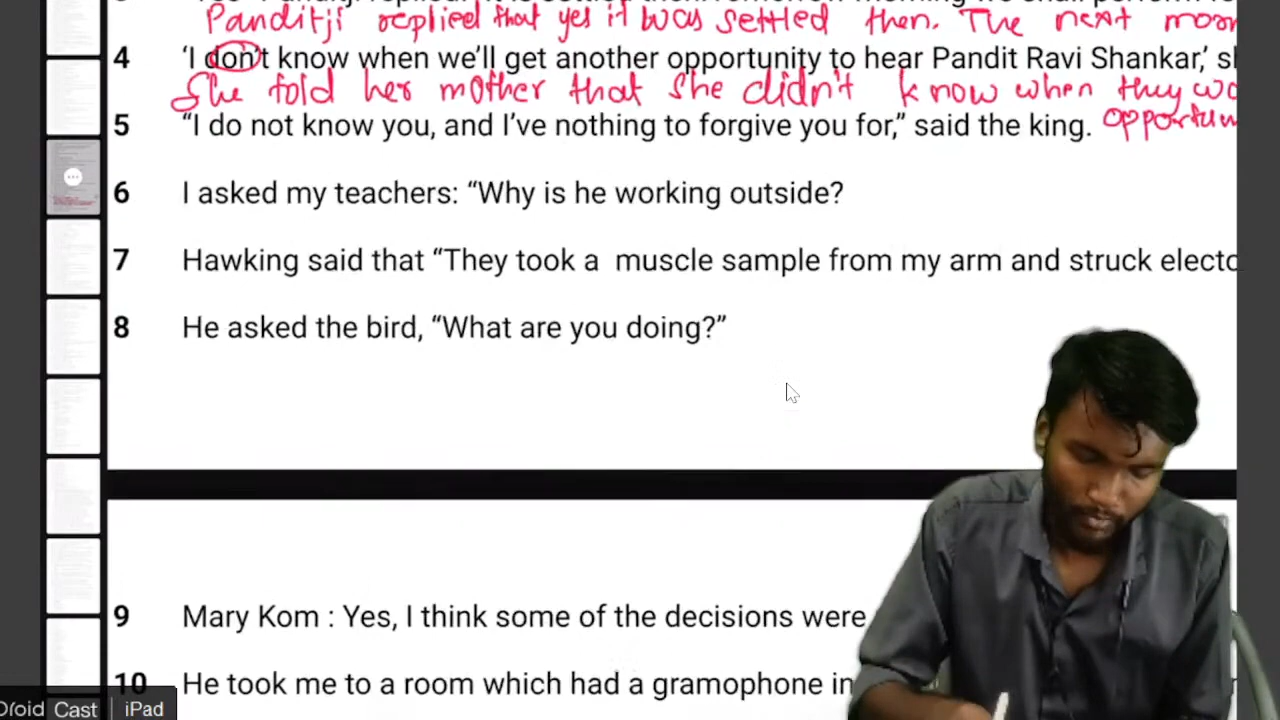 Panditji replied that yes it was settled then. The next
4 'I don't know when we'll get another opportunity to hear Pandit Ravi Shankar,'
She told her mother that she didn't know when they
5 “I do not know you, and I've nothing to forgive you for,” said the king.
6 I asked my teachers: “Why is he working outside?
7 Hawking said that “They took a muscle sample from my arm and struck
8 He asked the bird, “What are you doing?”
9 Mary Kom : Yes, I think some of the decisions were
10 He took me to a room which had a gramophone in
Cast iPad